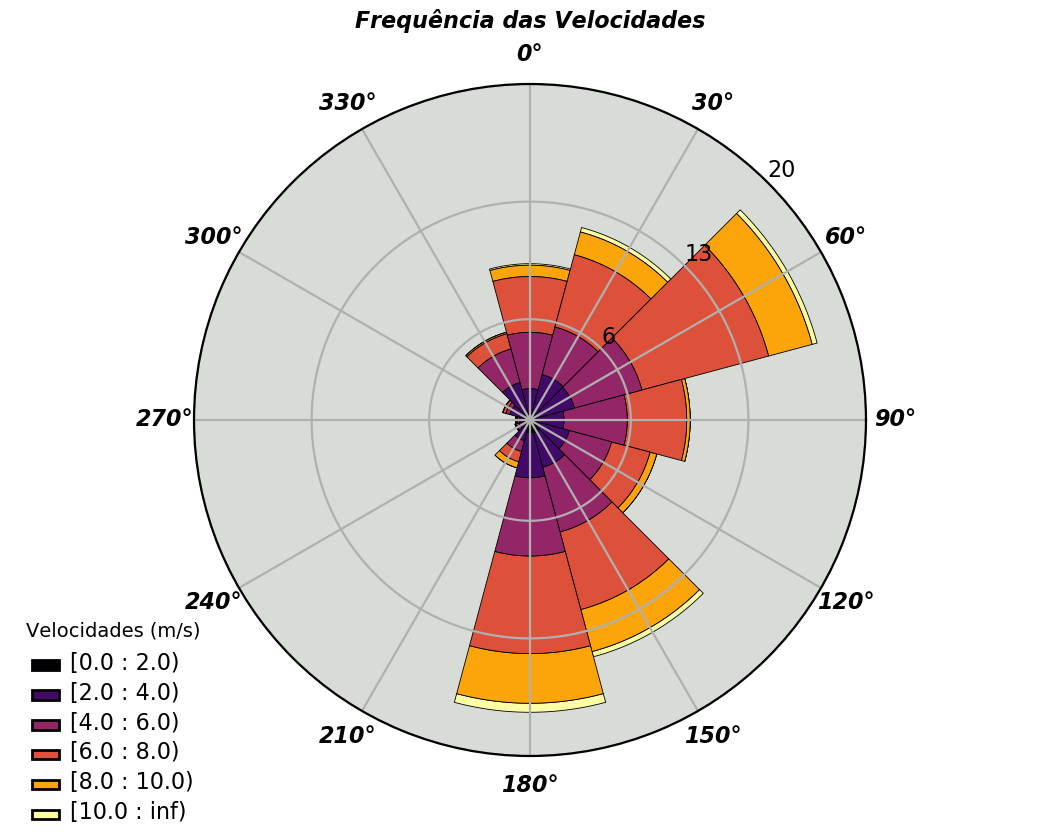 Frequência das Velocidades
0°
330°
30°
20
300°
60°
13
6
270°
90°
240°
120°
210°
150°
180°
Velocidades (m/s)
[0.0 : 2.0)
[2.0 : 4.0)
[4.0 : 6.0)
[6.0 : 8.0)
[8.0 : 10.0)
[10.0 : inf)